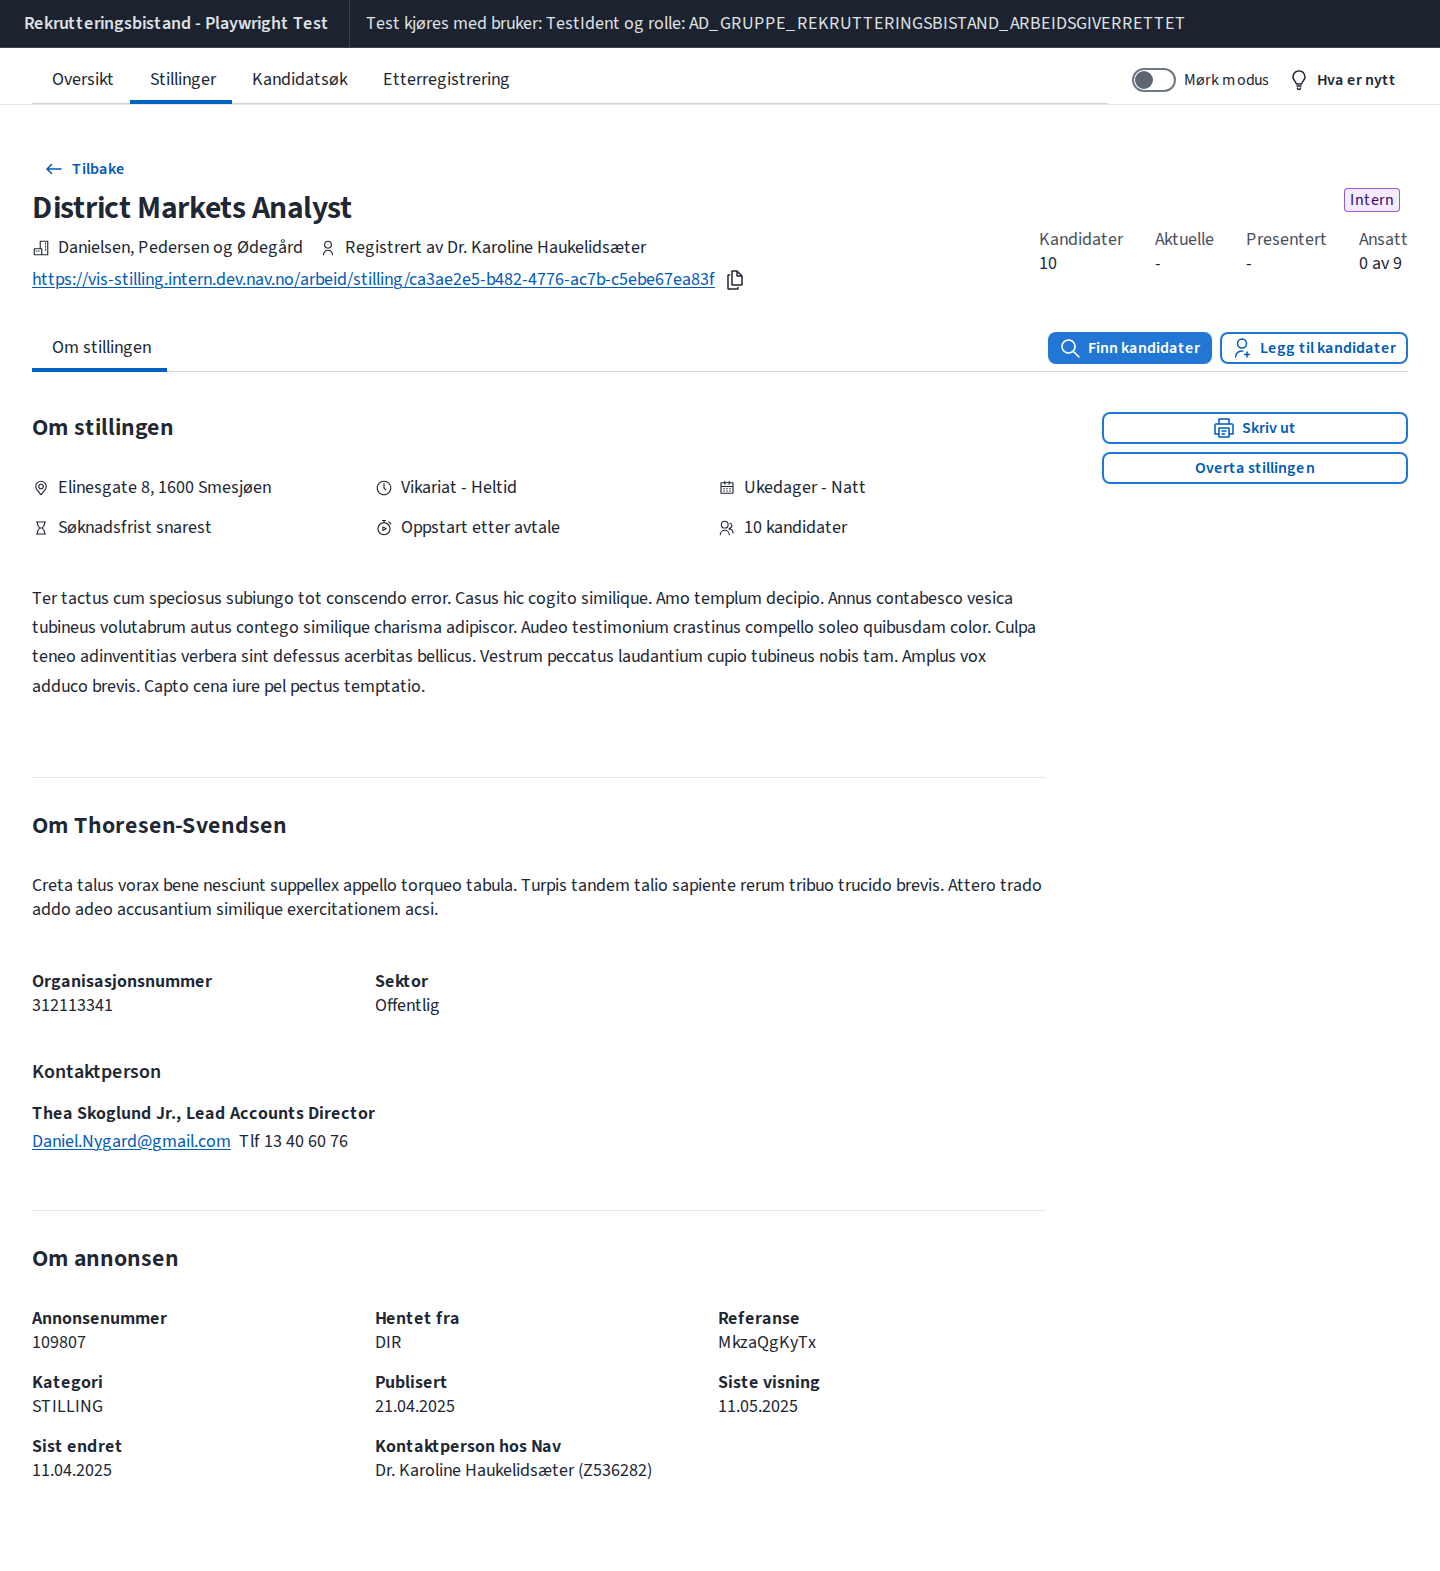 Rekrutteringsbistand - Playwright Test
Test kjøres med bruker: TestIdent og rolle: AD_GRUPPE_REKRUTTERINGSBISTAND_ARBEIDSGIVERRETTET
Oversikt
Stillinger
Kandidatsøk
Etterregistrering
Mørk modus
Hva er nytt
Tilbake
District Markets Analyst
Intern
Danielsen, Pedersen og Ødegård
Registrert av Dr. Karoline Haukelidsæter
https://vis-stilling.intern.dev.nav.no/arbeid/stilling/ca3ae2e5-b482-4776-ac7b-c5ebe67ea83f
Kandidater
10
Aktuelle
-
Presentert
-
Ansatt
0 av 9
Om stillingen
Finn kandidater
Legg til kandidater
Om stillingen
Skriv ut
Overta stillingen
Elinesgate 8, 1600 Smesjøen
Vikariat - Heltid
Ukedager - Natt
Søknadsfrist snarest
Oppstart etter avtale
10 kandidater
Ter tactus cum speciosus subiungo tot conscendo error. Casus hic cogito similique. Amo templum decipio. Annus contabesco vesica
tubineus volutabrum autus contego similique charisma adipiscor. Audeo testimonium crastinus compello soleo quibusdam color. Culpa
teneo adinventitias verbera sint defessus acerbitas bellicus. Vestrum peccatus laudantium cupio tubineus nobis tam. Amplus vox
adduco brevis. Capto cena iure pel pectus temptatio.
Om Thoresen-Svendsen
Creta talus vorax bene nesciunt suppellex appello torqueo tabula. Turpis tandem talio sapiente rerum tribuo trucido brevis. Attero trado
addo adeo accusantium similique exercitationem acsi.
Organisasjonsnummer
312113341
Sektor
Offentlig
Kontaktperson
Thea Skoglund Jr., Lead Accounts Director
Daniel.Nygard@gmail.com Tlf 13 40 60 76
Om annonsen
Annonsenummer
109807
Hentet fra
DIR
Referanse
MkzaQgKyTx
Kategori
STILLING
Publisert
21.04.2025
Siste visning
11.05.2025
Sist endret
11.04.2025
Kontaktperson hos Nav
Dr. Karoline Haukelidsæter (Z536282)